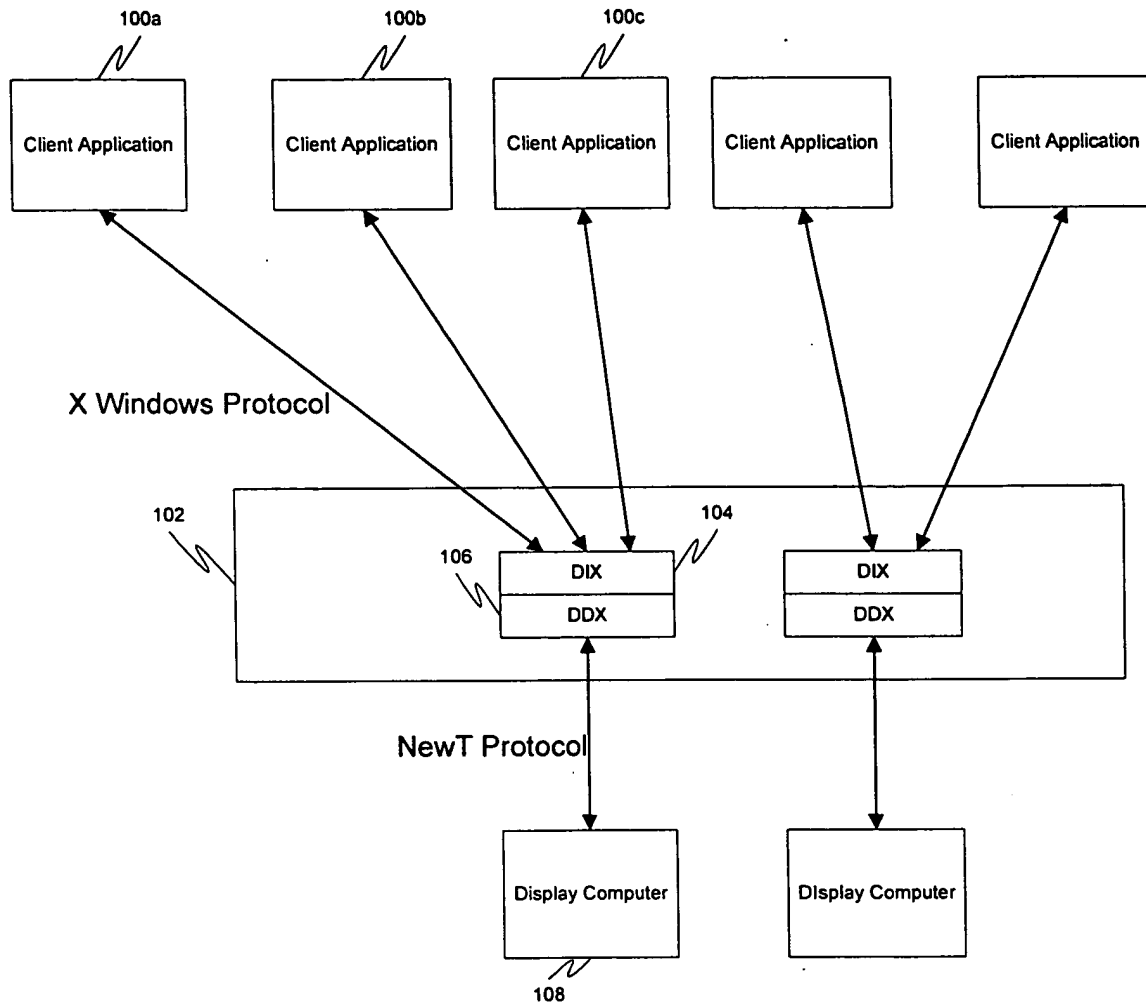 100a
100b
100c
Client Application
Client Application
Client Application
Client Application
Client Application
X Windows Protocol
102
104
106
DIX
DIX
DDX
DDX
NewT Protocol
Display Computer
DIsplay Computer
108